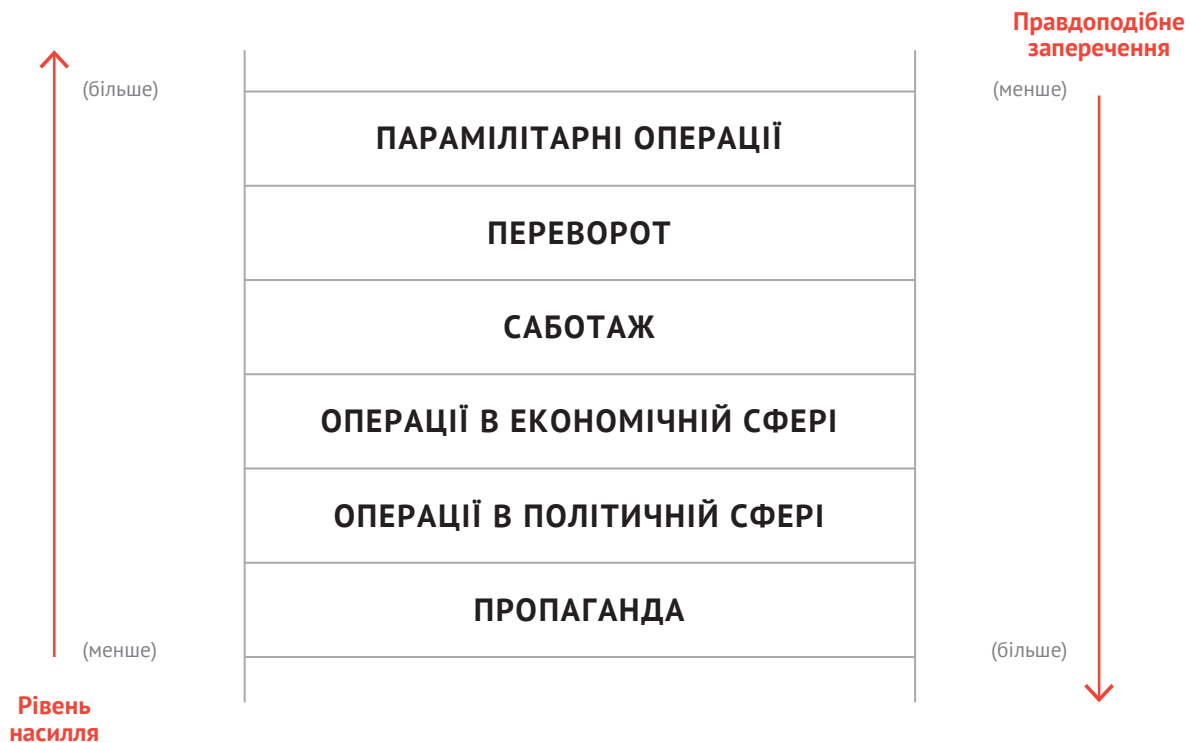 Правдоподібне
заперечення
(більше)
(менше)
ПАРАМІЛІТАРНІ ОПЕРАЦІЇ
ПЕРЕВОРОТ
САБОТАЖ
ОПЕРАЦІЇ В ЕКОНОМІЧНІЙ СФЕРІ
ОПЕРАЦІЇ В ПОЛІТИЧНІЙ СФЕРІ
ПРОПАГАНДА
(менше)
(більше)
Рівень
насилля